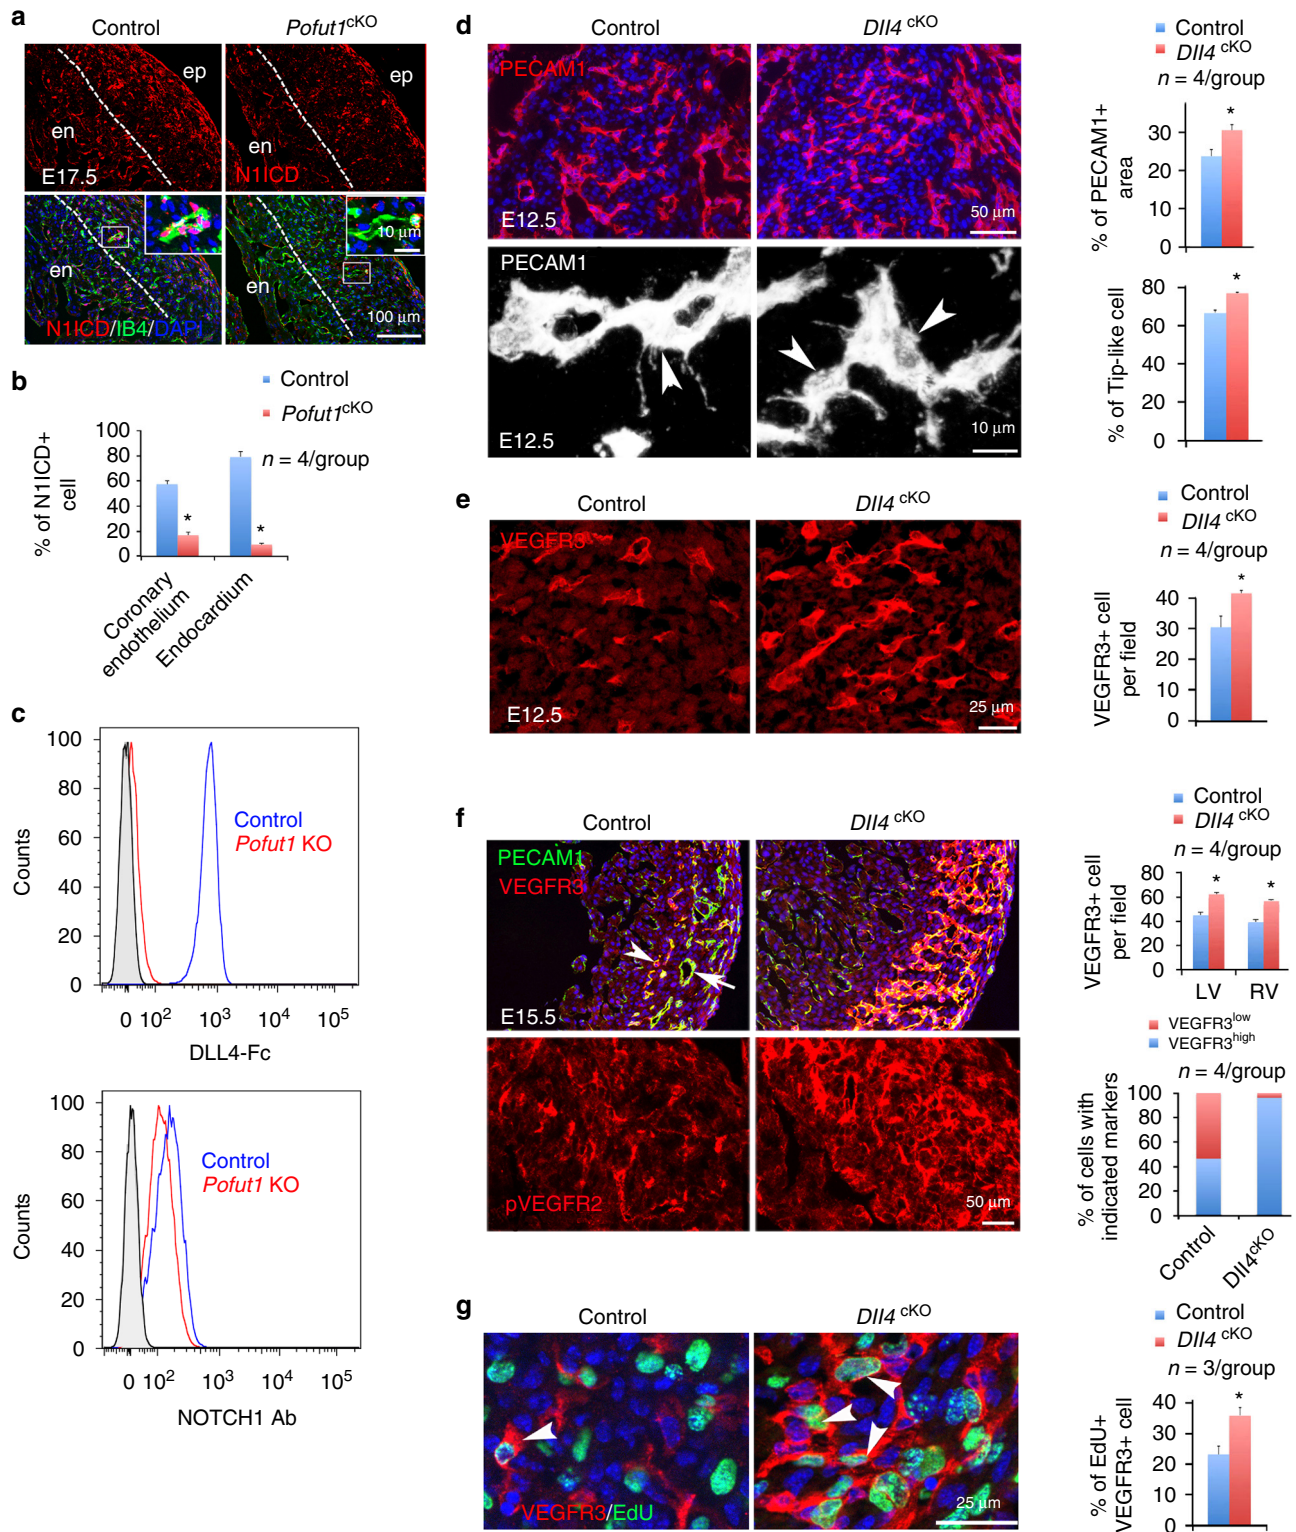 a
Control
Pofut1cKO
ep
en
E17.5
ep
en
N1ICD
en
N1ICD/IB4/DAPI
10 µm
en
100 µm
b
Control
Pofut1cKO
n = 4/group
% of N1ICD+
cell
100
80
60
40
20
0
*
*
Coronary
endothelium
Endocardium
c
100
80
60
40
20
0
Counts
Control
Pofut1 KO
0 10² 10³ 10⁴ 10⁵
DLL4-Fc
100
80
60
40
20
0
Counts
Control
Pofut1 KO
0 10² 10³ 10⁴ 10⁵
NOTCH1 Ab
d
Control
Dll4 cKO
PECAM1
E12.5
50 µm
PECAM1
E12.5
10 µm
Control
Dll4 cKO
n = 4/group
% of PECAM1+
area
30
20
10
0
*
% of Tip-like cell
80
60
40
20
0
*
e
Control
Dll4 cKO
VEGFR3
E12.5
25 µm
Control
Dll4 cKO
n = 4/group
VEGFR3+ cell
per field
40
30
20
10
0
*
f
Control
Dll4 cKO
PECAM1
VEGFR3
E15.5
pVEGFR2
50 µm
Control
Dll4 cKO
n = 4/group
VEGFR3+ cell
per field
80
60
40
20
0
*
*
LV RV
VEGFR3low
VEGFR3high
n = 4/group
% of cells with
indicated markers
100
80
60
40
20
0
Control
Dll4cKO
g
Control
Dll4 cKO
VEGFR3/EdU
25 µm
Control
Dll4 cKO
n = 3/group
% of EdU+
VEGFR3+ cell
40
30
20
10
0
*